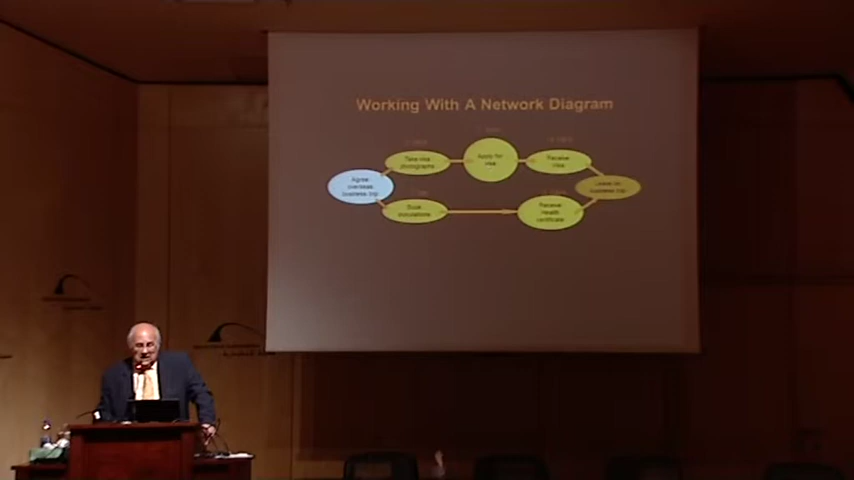 Working With A Network Diagram
Take visa
photographs
Apply for
visa
Receive
visa
Agree
overseas
business trip
Leave on
business trip
Book
inoculations
Receive
Health
certificate